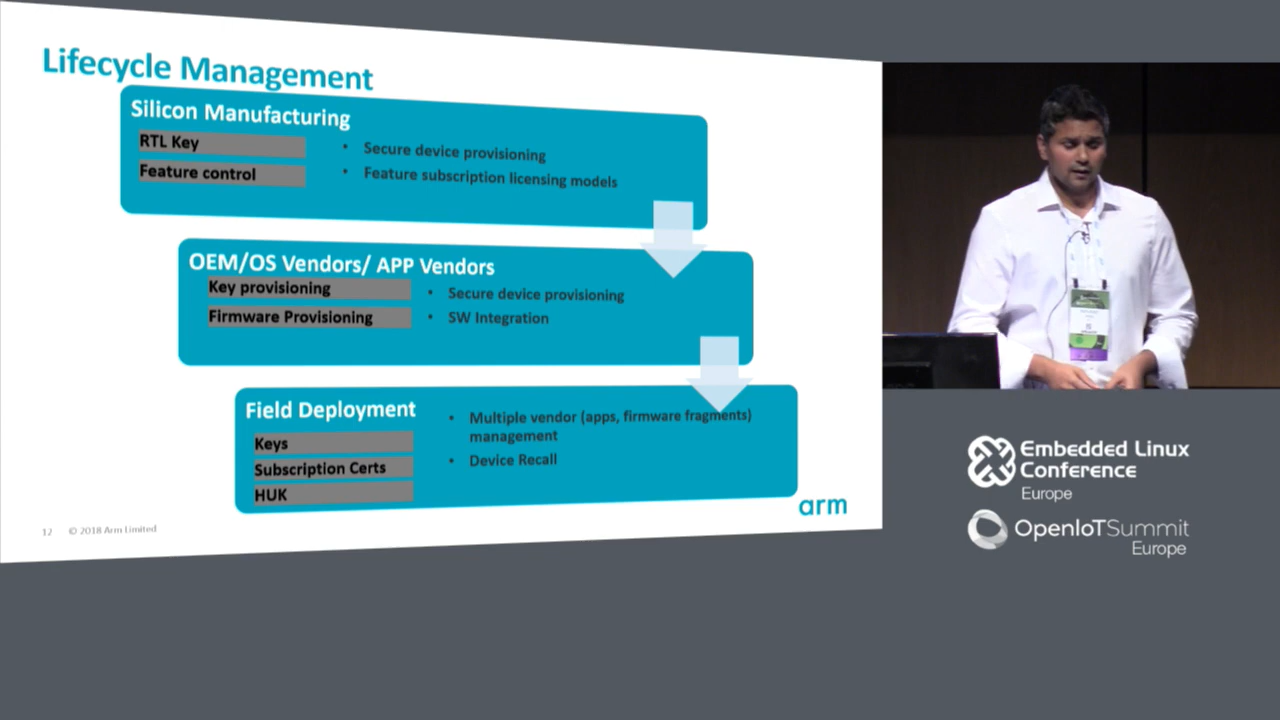 Lifecycle Management
Silicon Manufacturing
RTL Key
Feature control
• Secure device provisioning
• Feature subscription licensing models
OEM/OS Vendors/ APP Vendors
Key provisioning
Firmware Provisioning
• Secure device provisioning
• SW Integration
Field Deployment
Keys
Subscription Certs
HUK
• Multiple vendor (apps, firmware fragments)
management
• Device Recall
arm
12 © 2018 Arm Limited
Embedded Linux
Conference
Europe
OpenIoTSummit
Europe